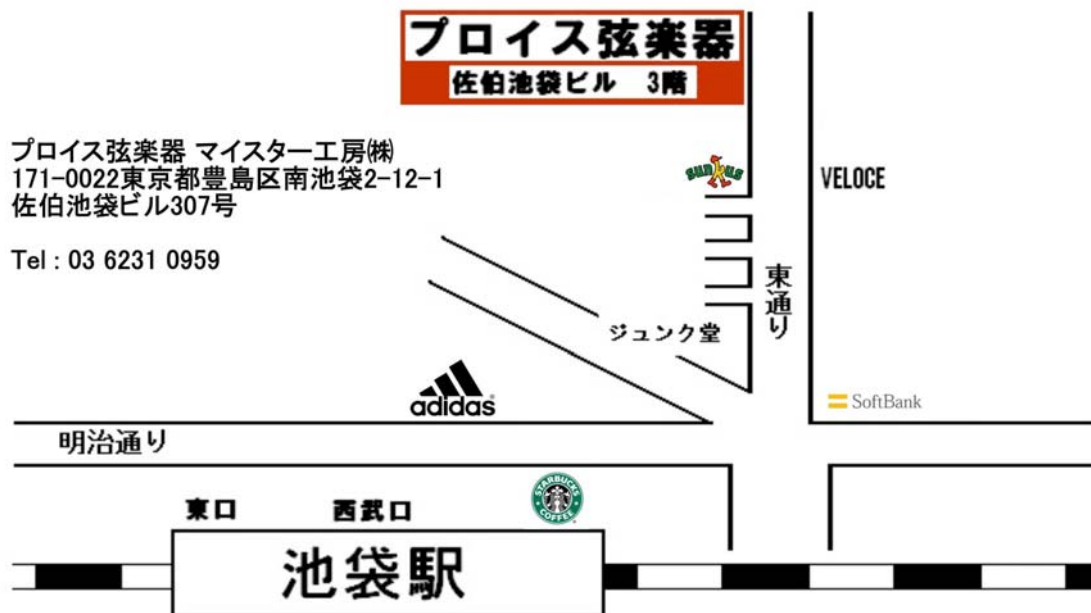 プロイス弦楽器
佐伯池袋ビル 3階
プロイス弦楽器 マイスター工房㈱
171-0022東京都豊島区南池袋2-12-1
佐伯池袋ビル307号
Tel : 03 6231 0959
sunkus
VELOCE
東通り
ジュンク堂
adidas
SoftBank
明治通り
STARBUCKS COFFEE
東口
西武口
池袋駅